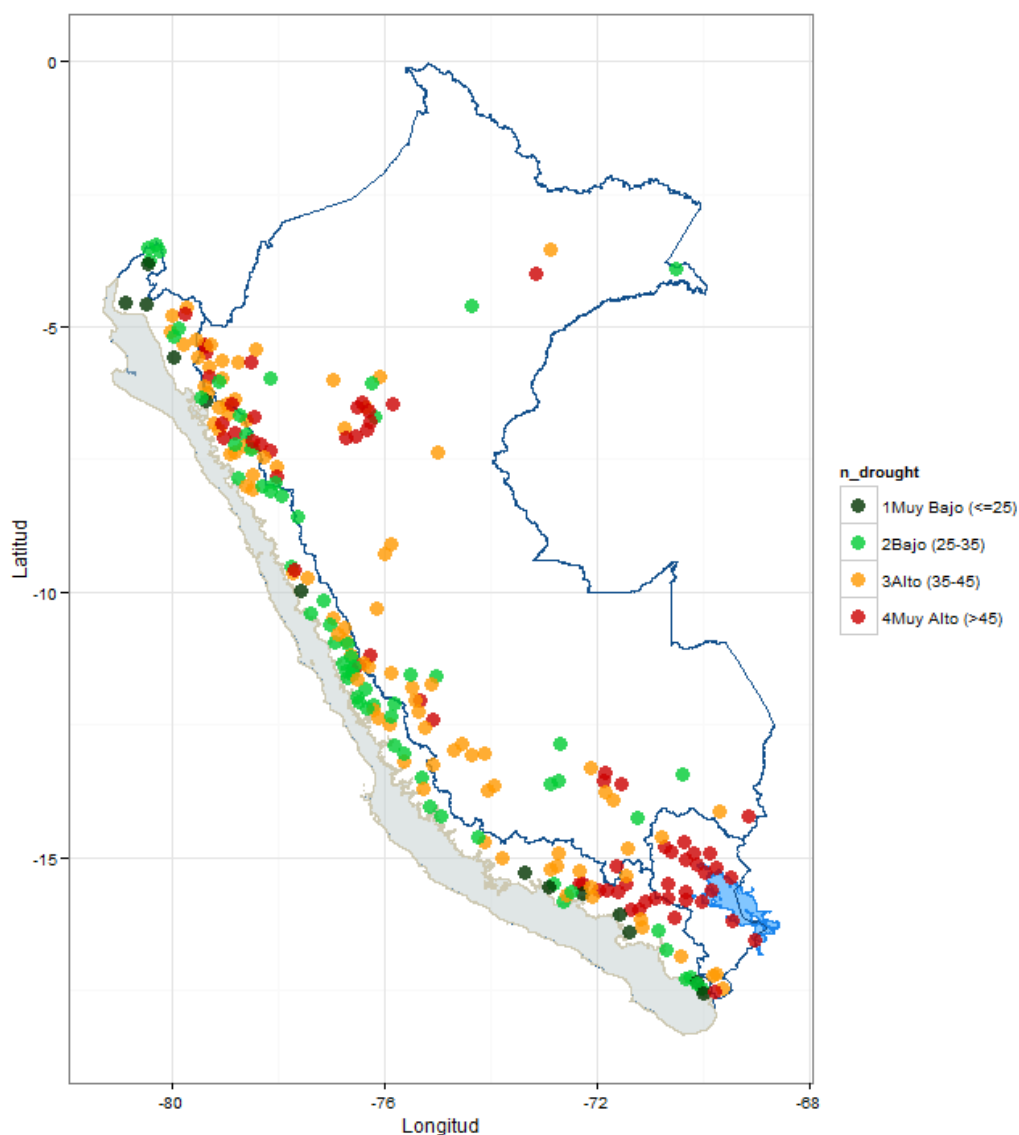 0
-5
-10
-15
Latitud
-80
-76
-72
-68
Longitud
n_drought
1Muy Bajo (<=25)
2Bajo (25-35)
3Alto (35-45)
4Muy Alto (>45)